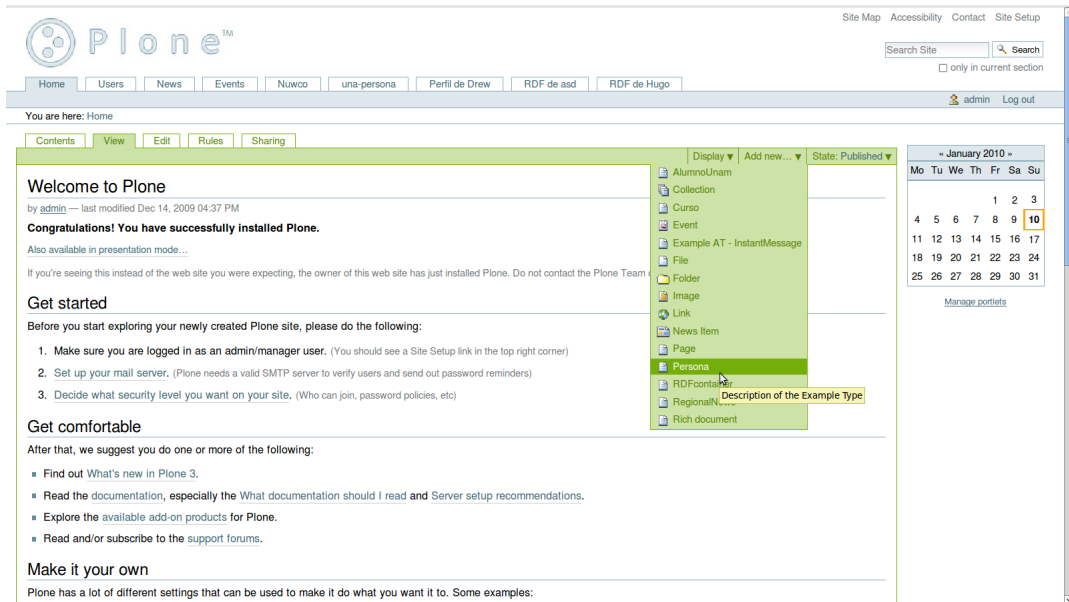 Site Map Accessibility Contact Site Setup
Plone™
Search Site Search
only in current section
Home Users News Events Nuwco una-persona Perfil de Drew RDF de asd RDF de Hugo
admin Log out
You are here: Home
Contents View Edit Rules Sharing
Display ▼ Add new… ▼ State: Published ▼
AlumnoUnam
Collection
Curso
Event
Example AT - InstantMessage
File
Folder
Image
Link
News Item
Page
Persona
RDFcontainer
Description of the Example Type
Rich document
Welcome to Plone
by admin — last modified Dec 14, 2009 04:37 PM
Congratulations! You have successfully installed Plone.
Also available in presentation mode…
If you're seeing this instead of the web site you were expecting, the owner of this web site has just installed Plone. Do not contact the Plone Team
Get started
Before you start exploring your newly created Plone site, please do the following:
1. Make sure you are logged in as an admin/manager user. (You should see a Site Setup link in the top right corner)
2. Set up your mail server. (Plone needs a valid SMTP server to verify users and send out password reminders)
3. Decide what security level you want on your site. (Who can join, password policies, etc)
Get comfortable
After that, we suggest you do one or more of the following:
Find out What's new in Plone 3.
Read the documentation, especially the What documentation should I read and Server setup recommendations.
Explore the available add-on products for Plone.
Read and/or subscribe to the support forums.
Make it your own
Plone has a lot of different settings that can be used to make it do what you want it to. Some examples:
« January 2010 »
Mo Tu We Th Fr Sa Su
1 2 3
4 5 6 7 8 9 10
11 12 13 14 15 16 17
18 19 20 21 22 23 24
25 26 27 28 29 30 31
Manage portlets